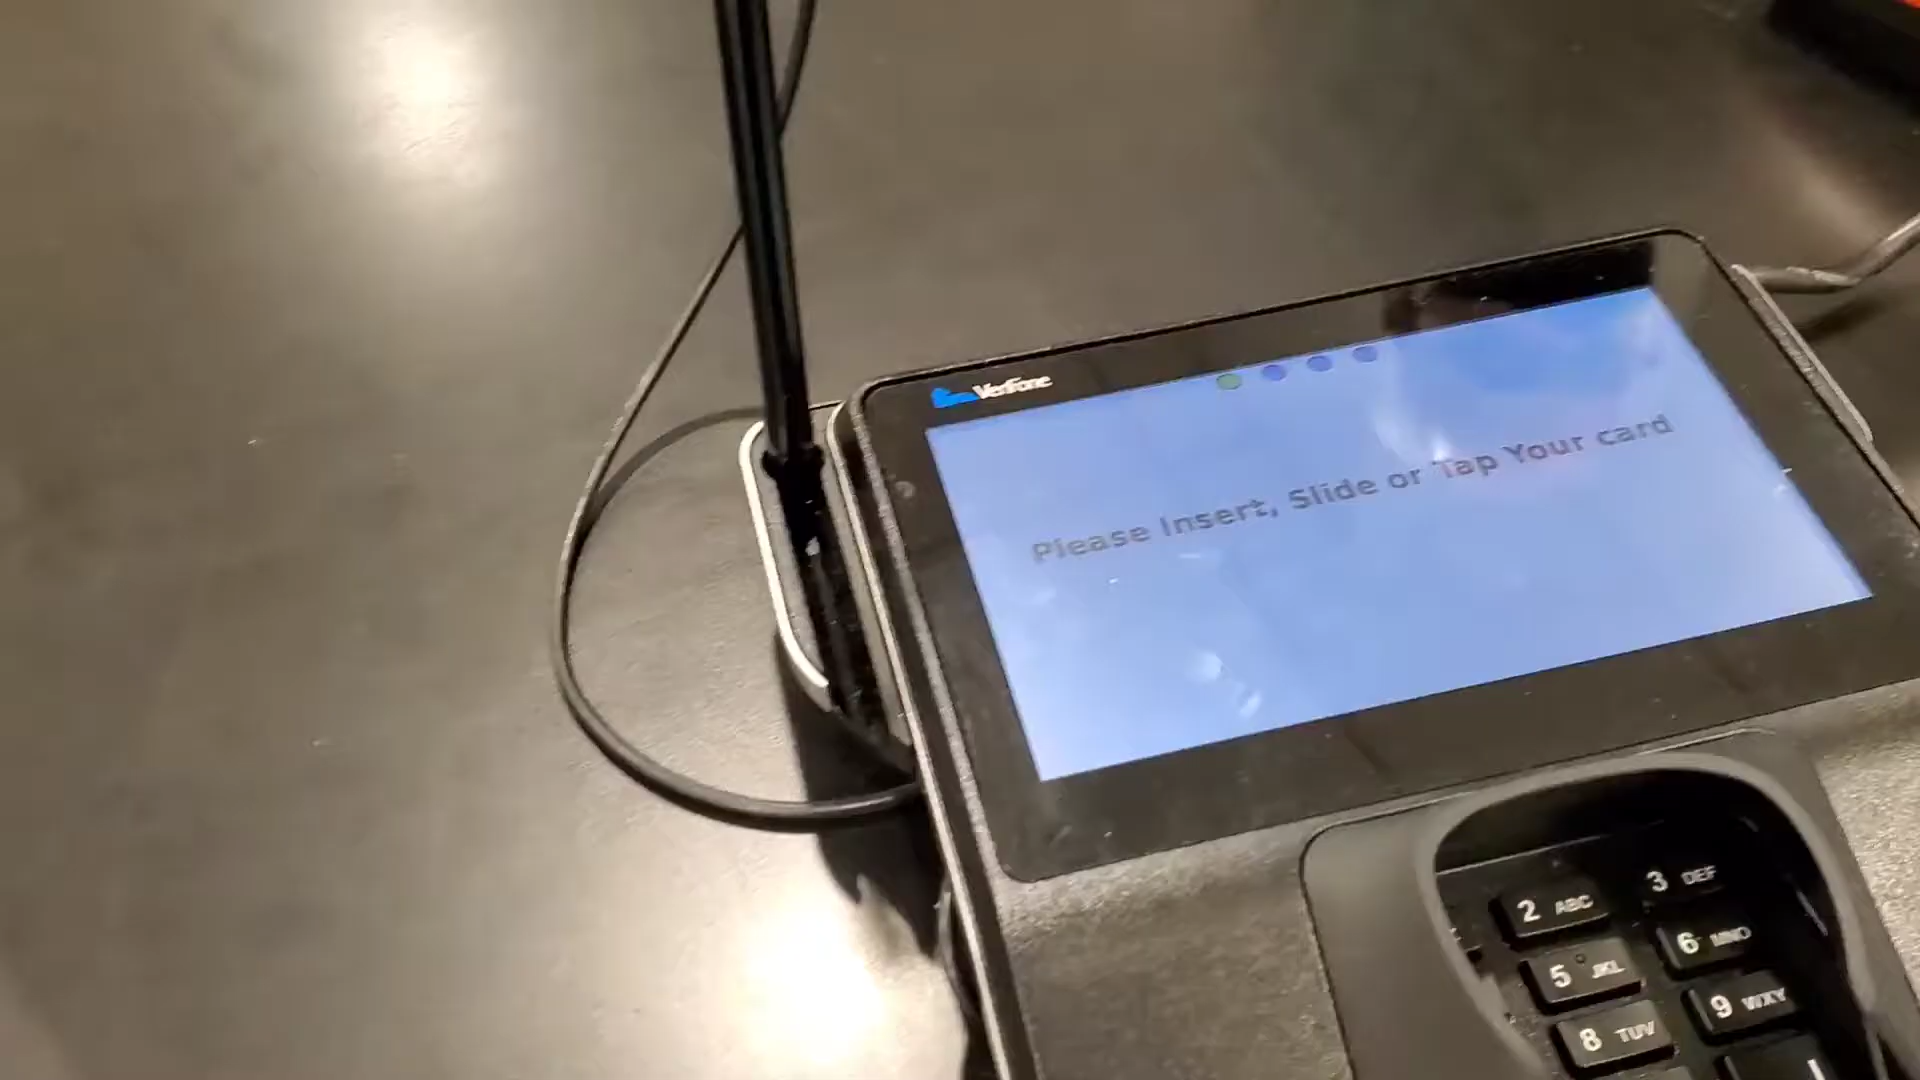 VeriFone
Please Insert, Slide or Tap Your card
2 ABC
3 DEF
5 JKL
6 MNO
8 TUV
9 WXY